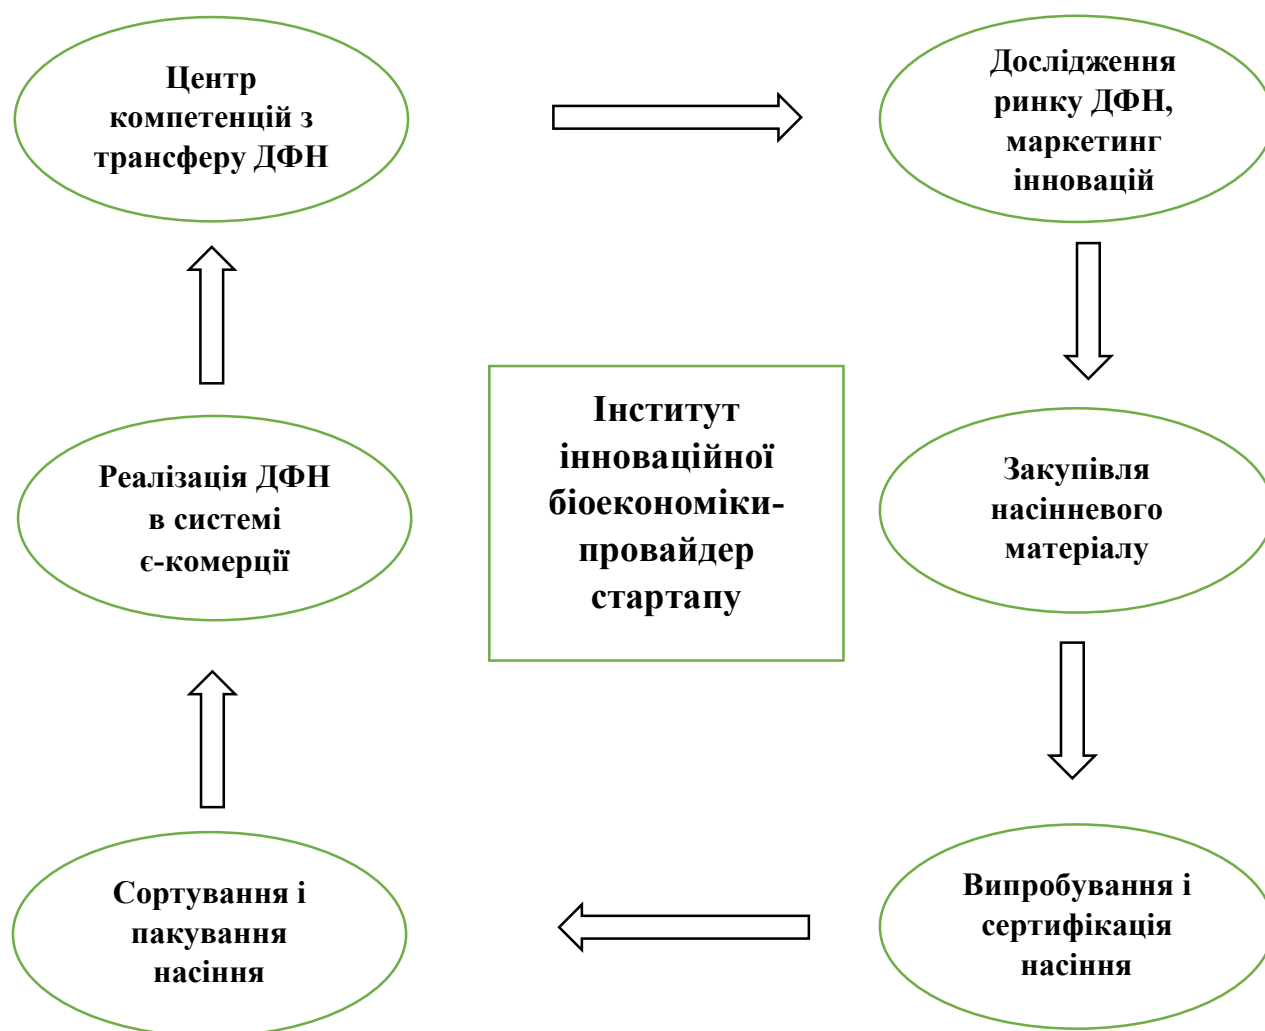 Центр
компетенцій з
трансферу ДФН
Дослідження
ринку ДФН,
маркетинг
інновацій
Інститут
інноваційної
біоекономіки-
провайдер
стартапу
Реалізація ДФН
в системі
є-комерції
Закупівля
насінневого
матеріалу
Сортування і
пакування
насіння
Випробування і
сертифікація
насіння